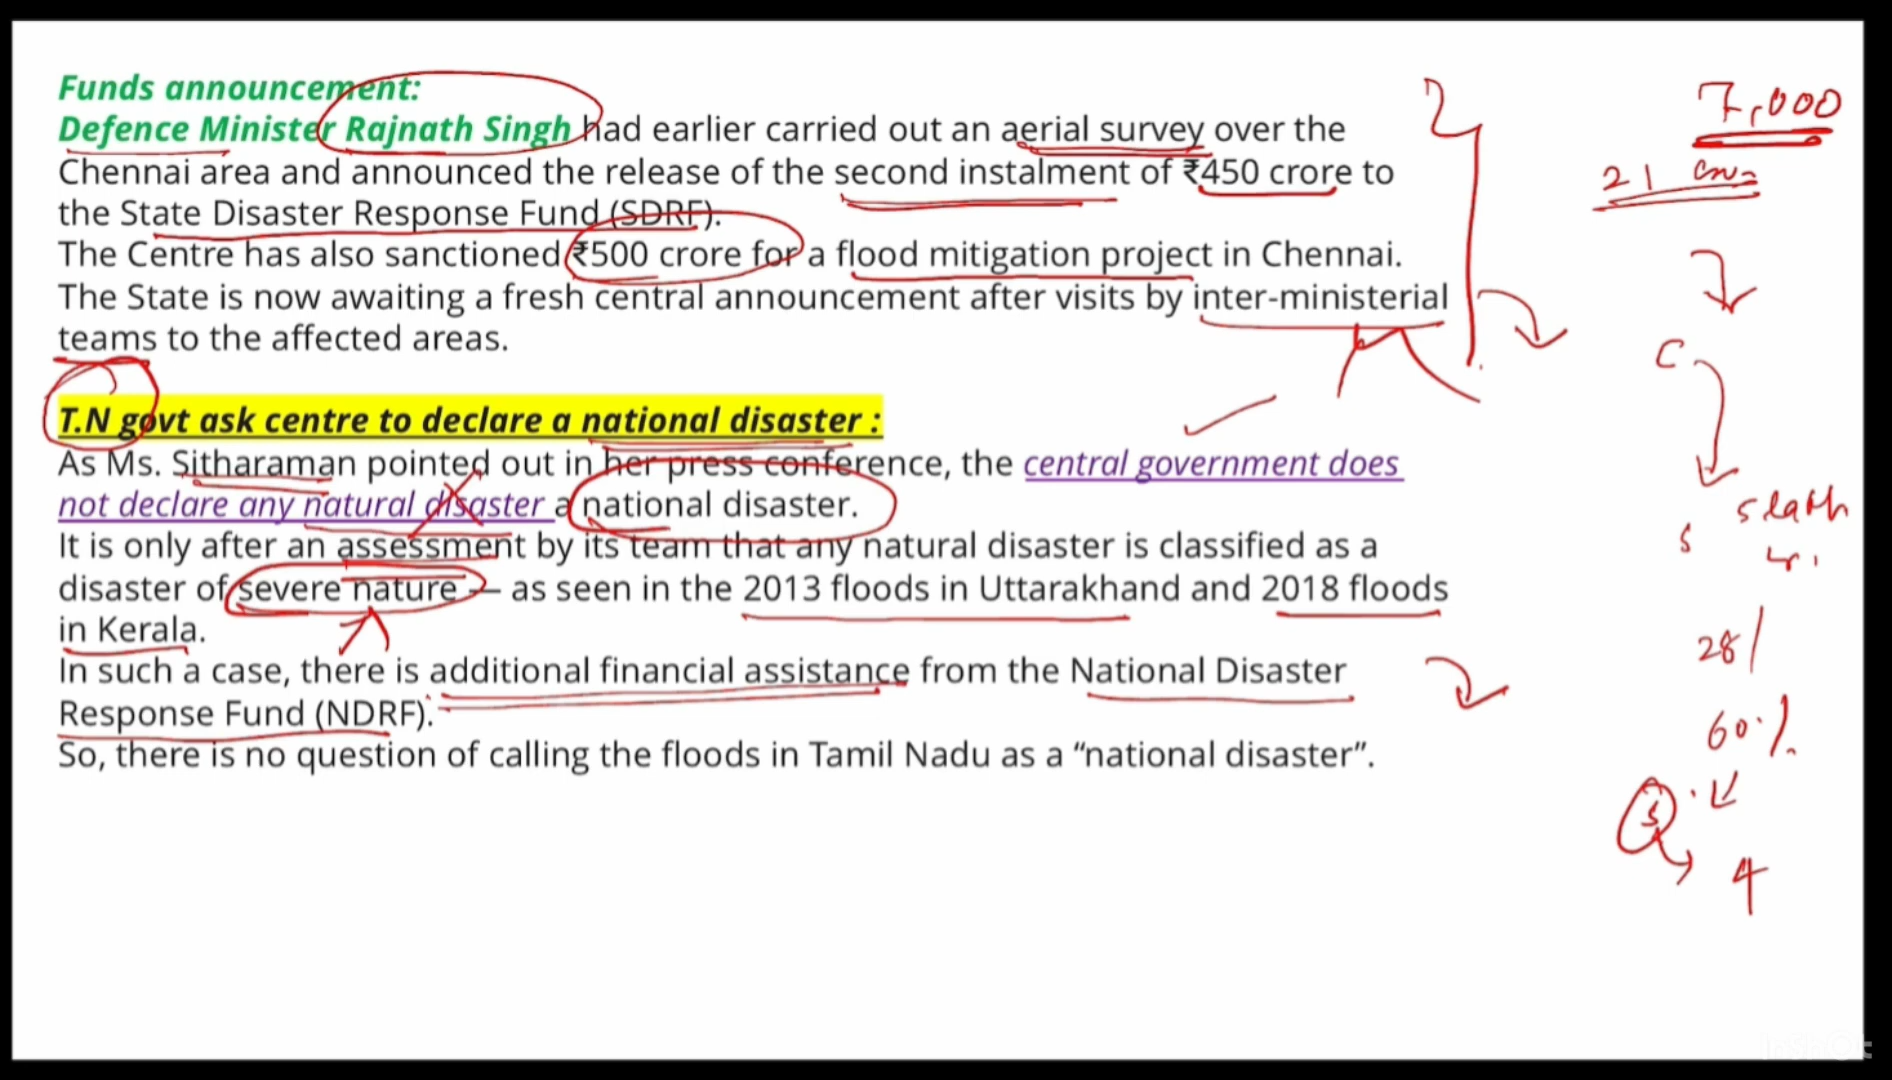 Funds announcement:
Defence Minister Rajnath Singh had earlier carried out an aerial survey over the
Chennai area and announced the release of the second instalment of ₹450 crore to
the State Disaster Response Fund (SDRF).
The Centre has also sanctioned ₹500 crore for a flood mitigation project in Chennai.
The State is now awaiting a fresh central announcement after visits by inter-ministerial
teams to the affected areas.
T.N govt ask centre to declare a national disaster :
As Ms. Sitharaman pointed out in her press conference, the central government does
not declare any natural disaster a national disaster.
It is only after an assessment by its team that any natural disaster is classified as a
disaster of severe nature — as seen in the 2013 floods in Uttarakhand and 2018 floods
in Kerala.
In such a case, there is additional financial assistance from the National Disaster
Response Fund (NDRF).
So, there is no question of calling the floods in Tamil Nadu as a “national disaster”.
7,000
21
C
S
28
60%
S
4